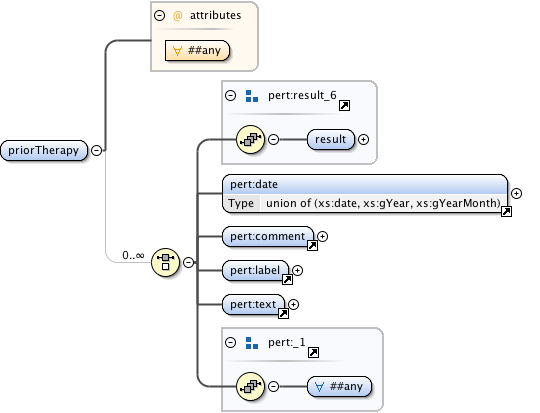 @ attributes
∀ ##any
pert:result_6
result
priorTherapy
pert:date
Type union of (xs:date, xs:gYear, xs:gYearMonth)
pert:comment
0..∞
pert:label
pert:text
pert:_1
∀ ##any